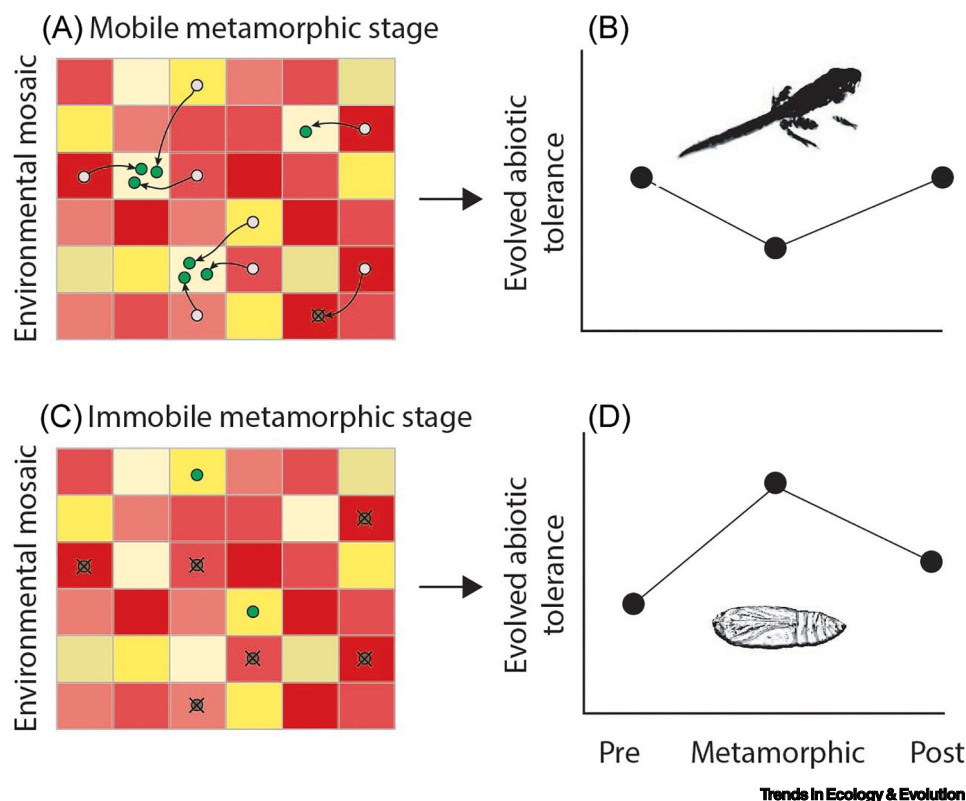 (A) Mobile metamorphic stage
Environmental mosaic
(B)
Evolved abiotic
tolerance
(C) Immobile metamorphic stage
Environmental mosaic
(D)
Evolved abiotic
tolerance
Pre Metamorphic Post
Trends in Ecology & Evolution